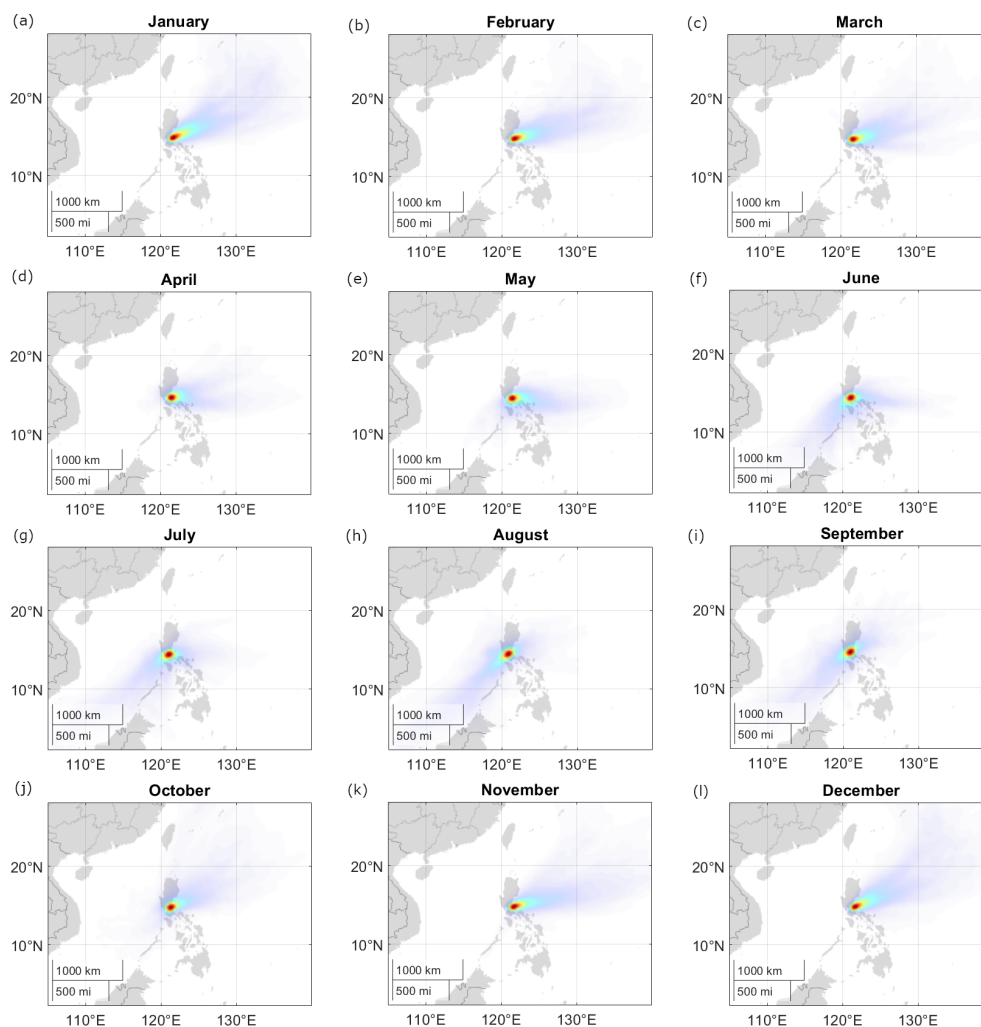 (a) January (b) February (c) March
20°N 20°N 20°N
10°N 10°N 10°N
1000 km 1000 km 1000 km
500 mi 500 mi 500 mi
110°E 120°E 130°E 110°E 120°E 130°E 110°E 120°E 130°E
(d) April (e) May (f) June
20°N 20°N 20°N
10°N 10°N 10°N
1000 km 1000 km 1000 km
500 mi 500 mi 500 mi
110°E 120°E 130°E 110°E 120°E 130°E 110°E 120°E 130°E
(g) July (h) August (i) September
20°N 20°N 20°N
10°N 10°N 10°N
1000 km 1000 km 1000 km
500 mi 500 mi 500 mi
110°E 120°E 130°E 110°E 120°E 130°E 110°E 120°E 130°E
(j) October (k) November (l) December
20°N 20°N 20°N
10°N 10°N 10°N
1000 km 1000 km 1000 km
500 mi 500 mi 500 mi
110°E 120°E 130°E 110°E 120°E 130°E 110°E 120°E 130°E